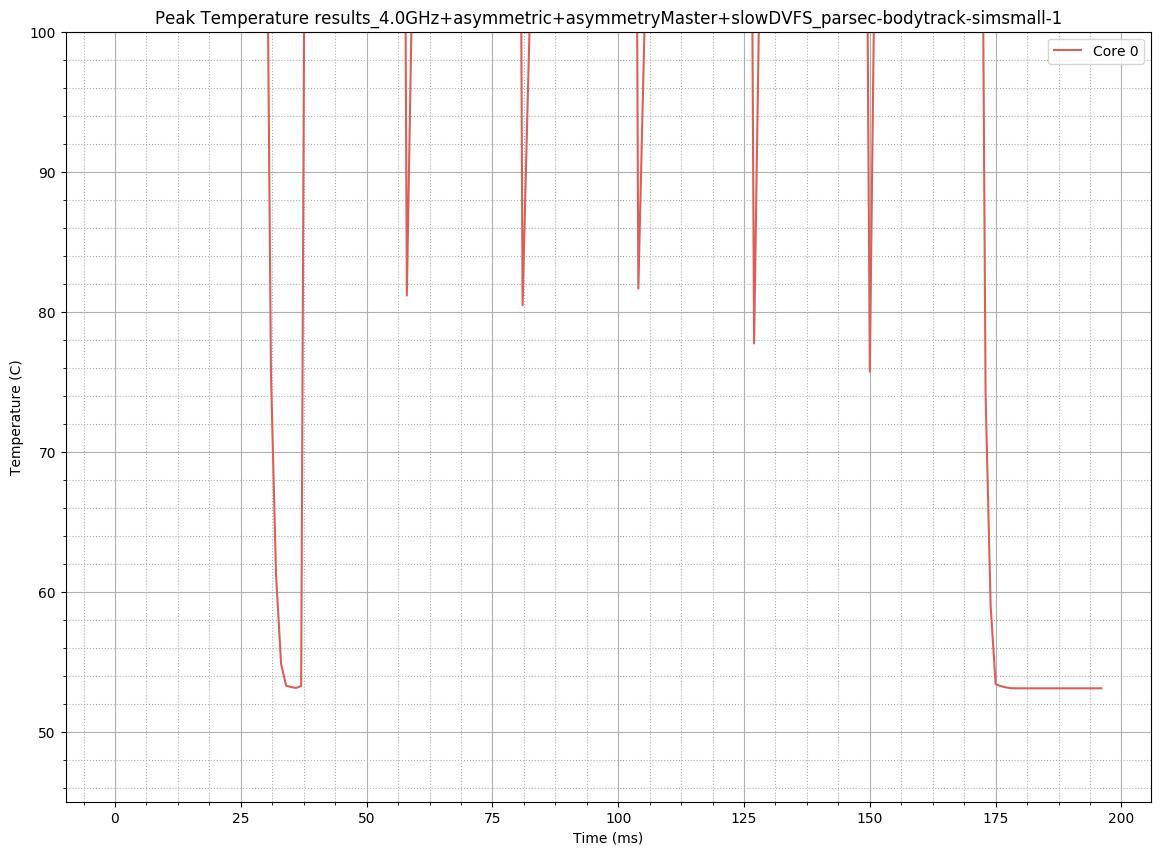 Peak Temperature results_4.0GHz+asymmetric+asymmetryMaster+slowDVFS_parsec-bodytrack-simsmall-1
Core 0
100
90
80
70
60
50
Temperature (C)
0 25 50 75 100 125 150 175 200
Time (ms)